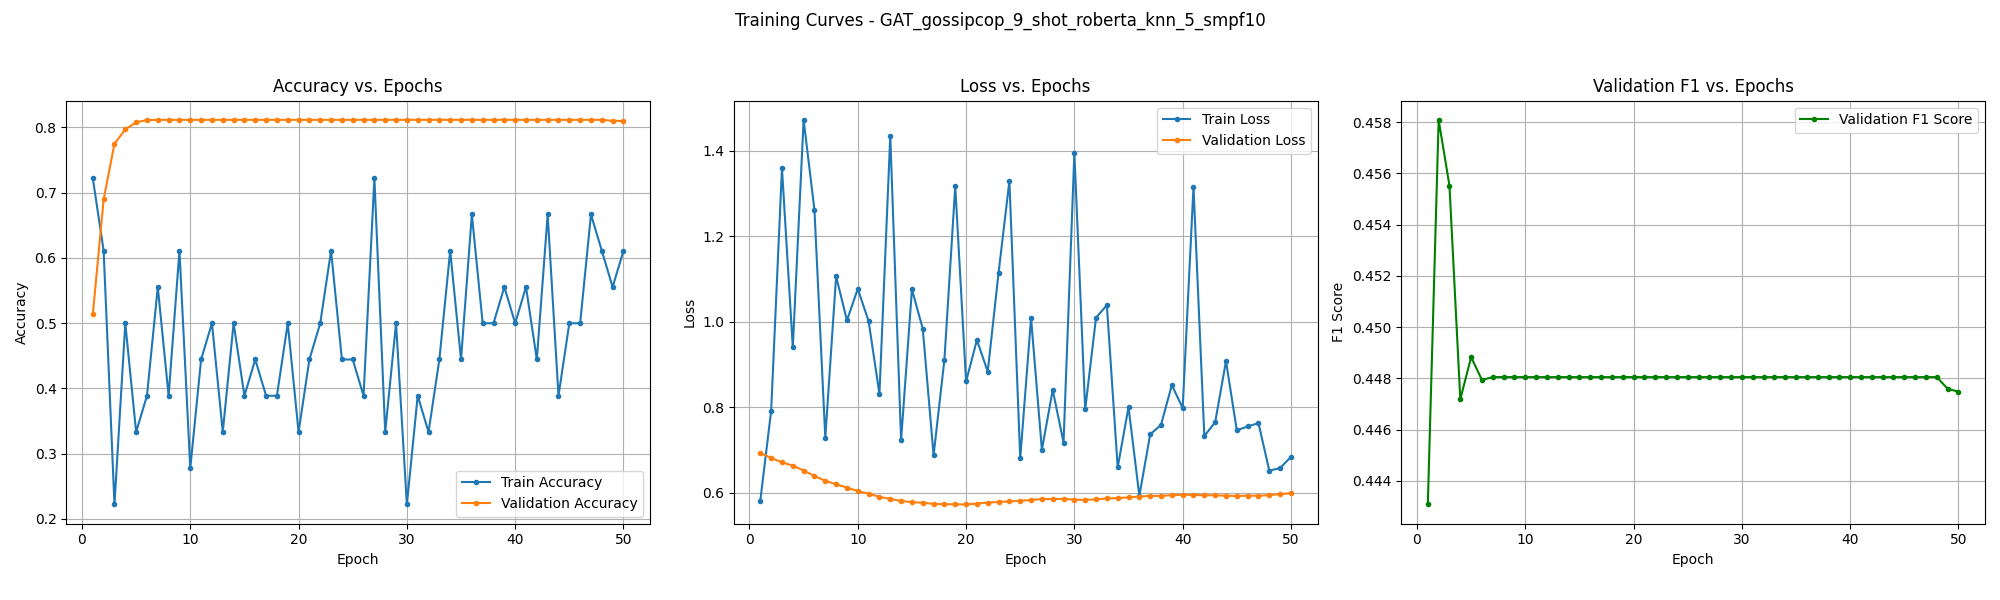 Training Curves - GAT_gossipcop_9_shot_roberta_knn_5_smpf10
Accuracy vs. Epochs
Accuracy
0.8
0.7
0.6
0.5
0.4
0.3
0.2
0
10
20
30
40
50
Epoch
Train Accuracy
Validation Accuracy
Loss vs. Epochs
Loss
1.4
1.2
1.0
0.8
0.6
0
10
20
30
40
50
Epoch
Train Loss
Validation Loss
Validation F1 vs. Epochs
F1 Score
0.458
0.456
0.454
0.452
0.450
0.448
0.446
0.444
0
10
20
30
40
50
Epoch
Validation F1 Score